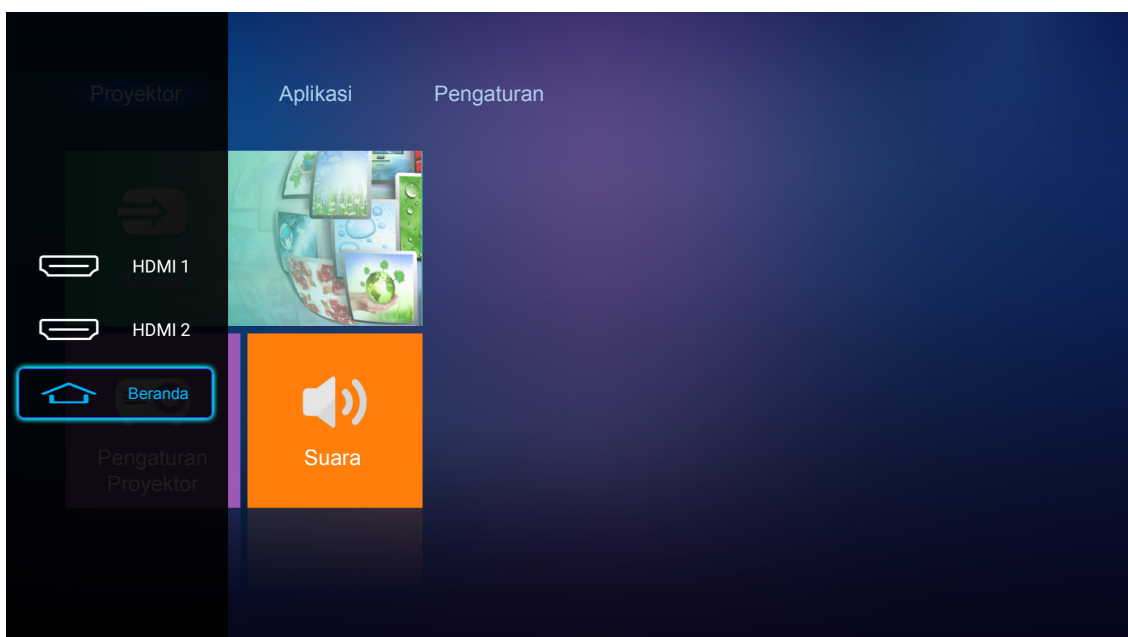 Proyektor Aplikasi Pengaturan
HDMI 1
HDMI 2
Beranda
Pengaturan
Proyektor
Suara